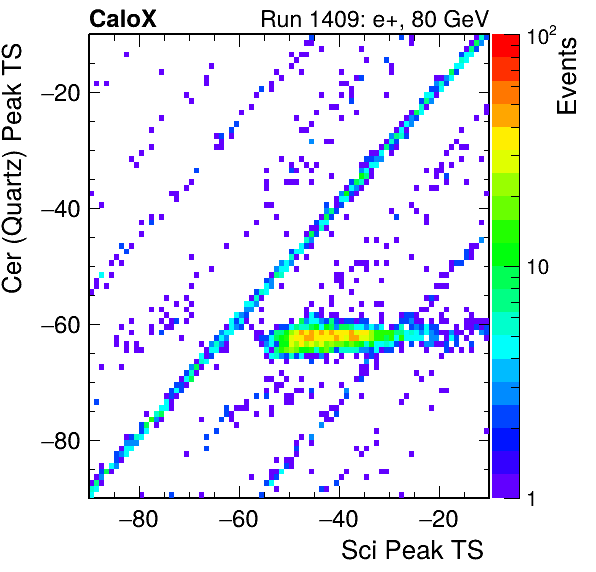 CaloX Run 1409: e+, 80 GeV
10²
Events
Cer (Quartz) Peak TS
−20
−40
10
−60
−80
1
−80 −60 −40 −20
Sci Peak TS